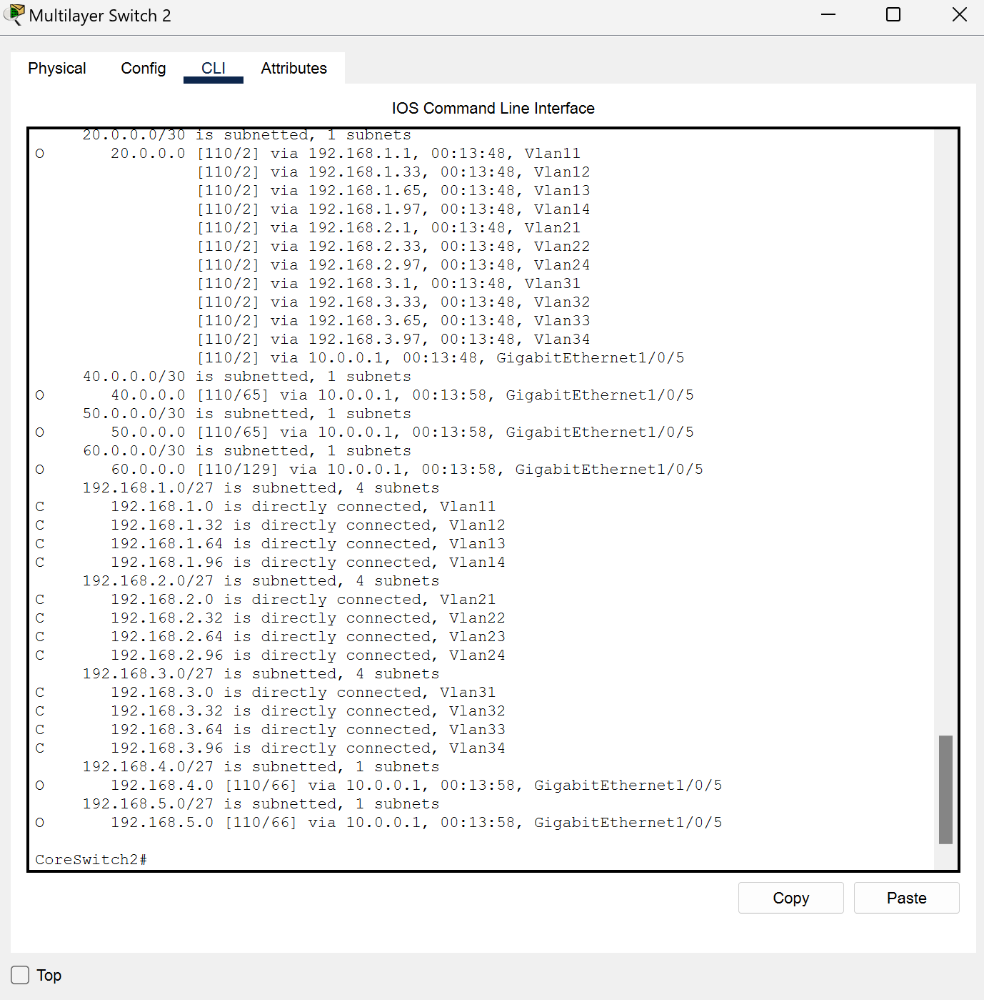 Multilayer Switch 2
Physical Config CLI Attributes
IOS Command Line Interface
20.0.0.0/30 is subnetted, 1 subnets
O 20.0.0.0 [110/2] via 192.168.1.1, 00:13:48, Vlan11
[110/2] via 192.168.1.33, 00:13:48, Vlan12
[110/2] via 192.168.1.65, 00:13:48, Vlan13
[110/2] via 192.168.1.97, 00:13:48, Vlan14
[110/2] via 192.168.2.1, 00:13:48, Vlan21
[110/2] via 192.168.2.33, 00:13:48, Vlan22
[110/2] via 192.168.2.97, 00:13:48, Vlan24
[110/2] via 192.168.3.1, 00:13:48, Vlan31
[110/2] via 192.168.3.33, 00:13:48, Vlan32
[110/2] via 192.168.3.65, 00:13:48, Vlan33
[110/2] via 192.168.3.97, 00:13:48, Vlan34
[110/2] via 10.0.0.1, 00:13:48, GigabitEthernet1/0/5
40.0.0.0/30 is subnetted, 1 subnets
O 40.0.0.0 [110/65] via 10.0.0.1, 00:13:58, GigabitEthernet1/0/5
50.0.0.0/30 is subnetted, 1 subnets
O 50.0.0.0 [110/65] via 10.0.0.1, 00:13:58, GigabitEthernet1/0/5
60.0.0.0/30 is subnetted, 1 subnets
O 60.0.0.0 [110/129] via 10.0.0.1, 00:13:58, GigabitEthernet1/0/5
192.168.1.0/27 is subnetted, 4 subnets
C 192.168.1.0 is directly connected, Vlan11
C 192.168.1.32 is directly connected, Vlan12
C 192.168.1.64 is directly connected, Vlan13
C 192.168.1.96 is directly connected, Vlan14
192.168.2.0/27 is subnetted, 4 subnets
C 192.168.2.0 is directly connected, Vlan21
C 192.168.2.32 is directly connected, Vlan22
C 192.168.2.64 is directly connected, Vlan23
C 192.168.2.96 is directly connected, Vlan24
192.168.3.0/27 is subnetted, 4 subnets
C 192.168.3.0 is directly connected, Vlan31
C 192.168.3.32 is directly connected, Vlan32
C 192.168.3.64 is directly connected, Vlan33
C 192.168.3.96 is directly connected, Vlan34
192.168.4.0/27 is subnetted, 1 subnets
O 192.168.4.0 [110/66] via 10.0.0.1, 00:13:58, GigabitEthernet1/0/5
192.168.5.0/27 is subnetted, 1 subnets
O 192.168.5.0 [110/66] via 10.0.0.1, 00:13:58, GigabitEthernet1/0/5
CoreSwitch2#
Copy Paste
Top